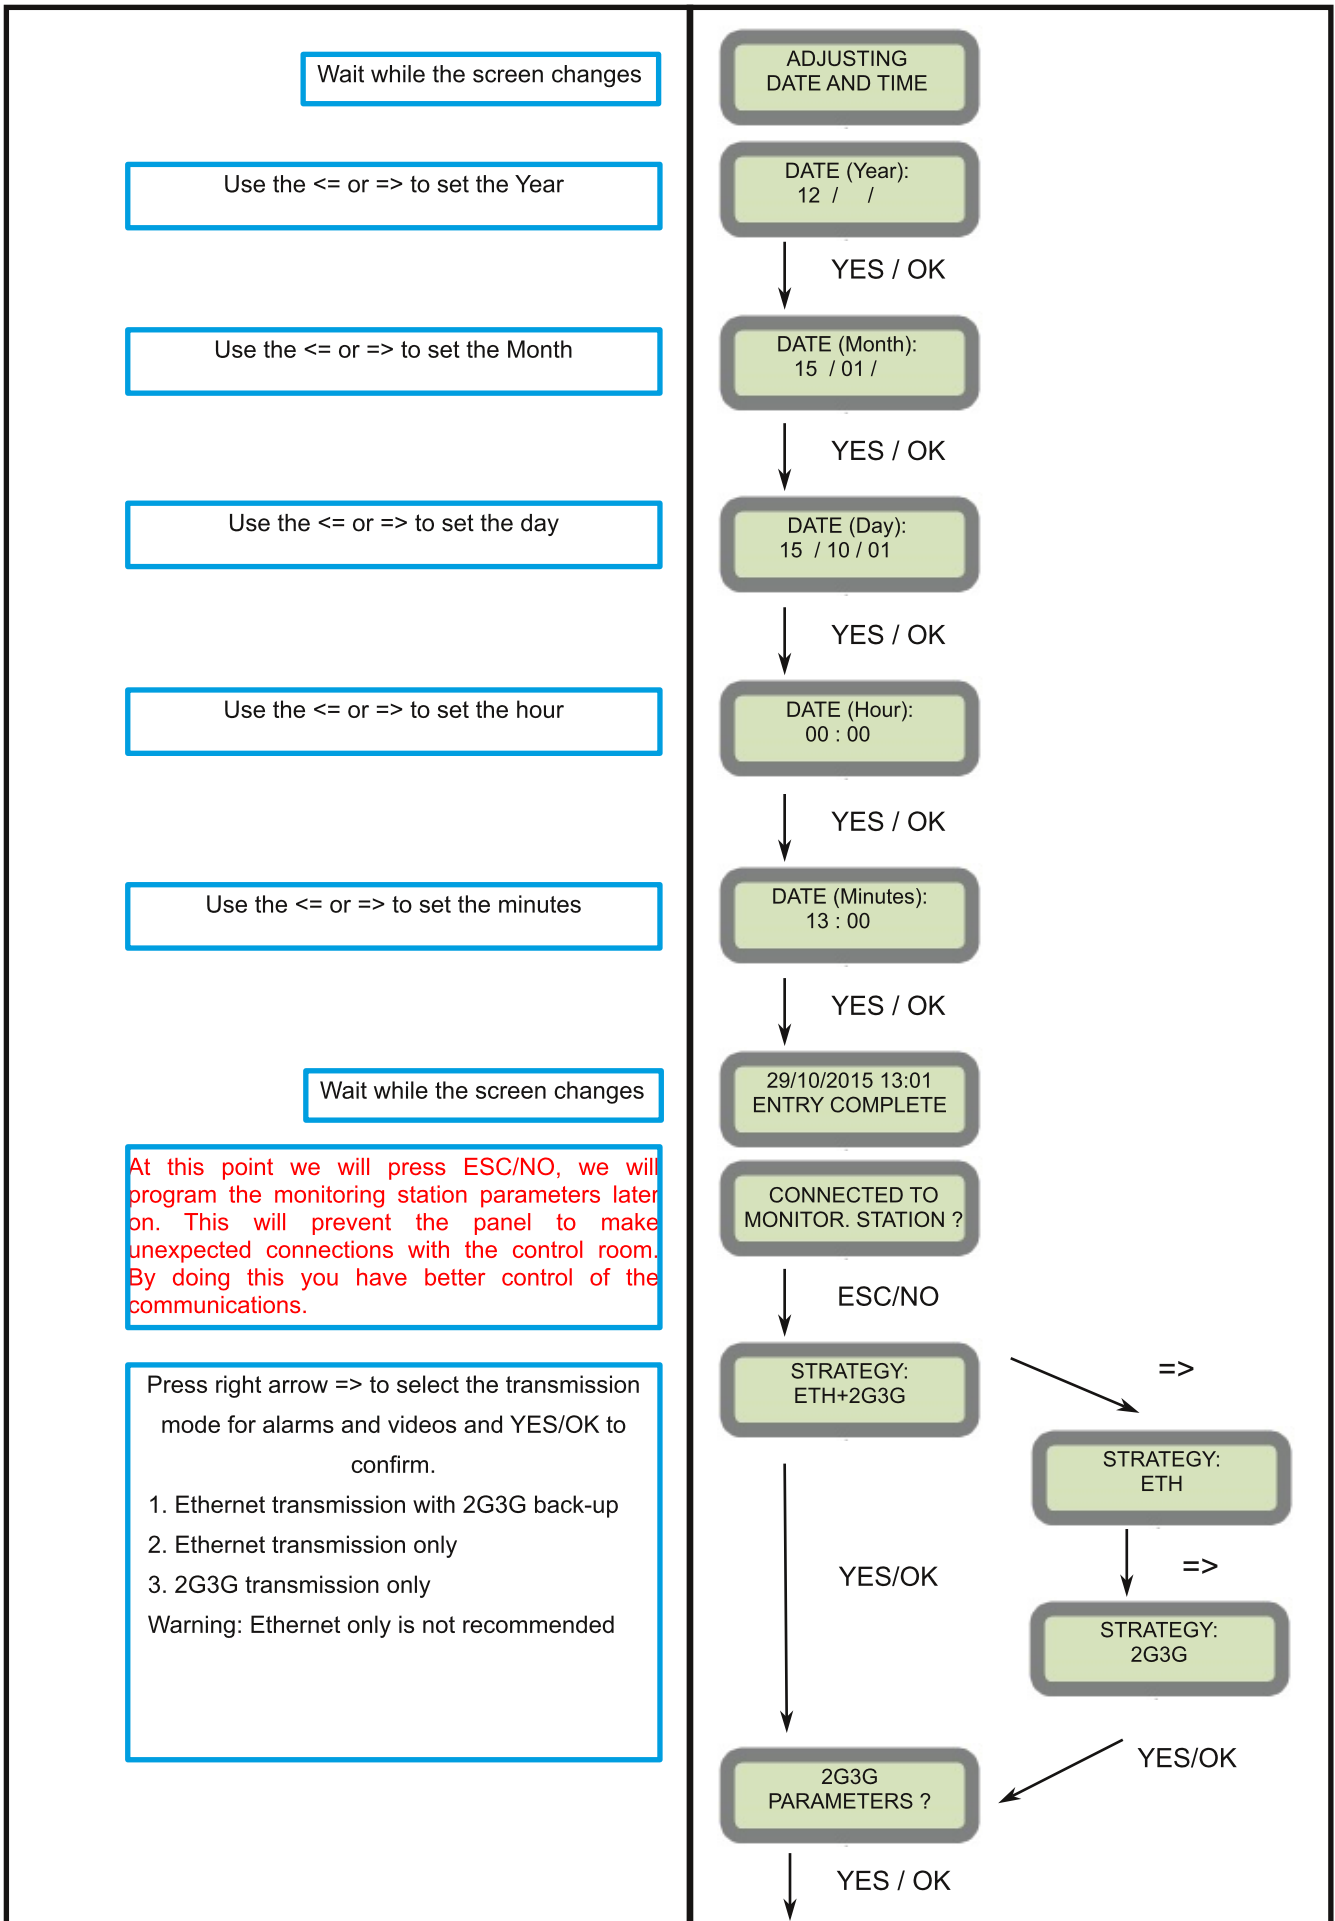 Wait while the screen changes
ADJUSTING
DATE AND TIME
Use the <= or => to set the Year
DATE (Year):
12 / /
YES / OK
Use the <= or => to set the Month
DATE (Month):
15 / 01 /
YES / OK
Use the <= or => to set the day
DATE (Day):
15 / 10 / 01
YES / OK
Use the <= or => to set the hour
DATE (Hour):
00 : 00
YES / OK
Use the <= or => to set the minutes
DATE (Minutes):
13 : 00
YES / OK
Wait while the screen changes
29/10/2015 13:01
ENTRY COMPLETE
At this point we will press ESC/NO, we will
program the monitoring station parameters later
on. This will prevent the panel to make
unexpected connections with the control room.
By doing this you have better control of the
communications.
CONNECTED TO
MONITOR. STATION ?
ESC/NO
Press right arrow => to select the transmission
mode for alarms and videos and YES/OK to
confirm.
1. Ethernet transmission with 2G3G back-up
2. Ethernet transmission only
3. 2G3G transmission only
Warning: Ethernet only is not recommended
STRATEGY:
ETH+2G3G
=>
STRATEGY:
ETH
=>
YES/OK
STRATEGY:
2G3G
YES/OK
2G3G
PARAMETERS ?
YES / OK